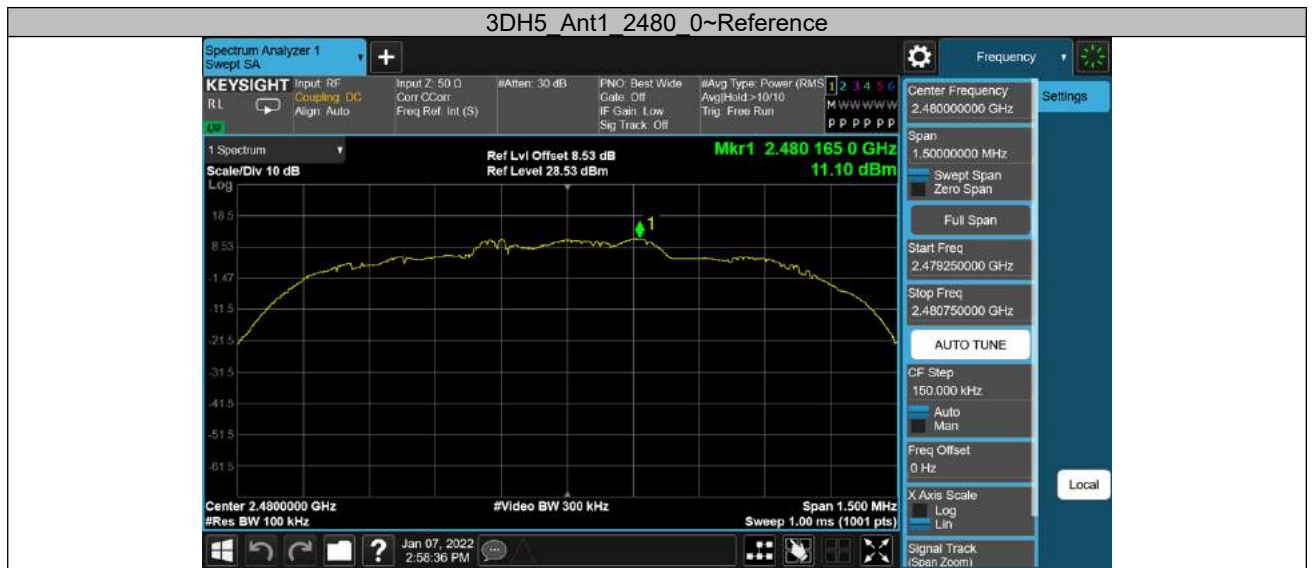 3DH5_Ant1_2480_0~Reference
Spectrum Analyzer 1
Swept SA
+
Frequency
KEYSIGHT
RL
Input: RF
Coupling: DC
Align: Auto
Input Z: 50 Ω
Corr CCorr
Freq Ref: Int (S)
#Atten: 30 dB
PNO: Best Wide
Gate: Off
IF Gain: Low
Sig Track: Off
#Avg Type: Power (RMS
Avg|Hold >10/10
Trig: Free Run
1 2 3 4 5 6
M W W W W W
P P P P P P
1 Spectrum
Scale/Div 10 dB
Log
Ref Lvl Offset 8.53 dB
Ref Level 28.53 dBm
Mkr1 2.480 165 0 GHz
11.10 dBm
1
18.5
8.53
-1.47
-11.5
-21.5
-31.5
-41.5
-51.5
-61.5
Center 2.4800000 GHz
#Res BW 100 kHz
#Video BW 300 kHz
Span 1.500 MHz
Sweep 1.00 ms (1001 pts)
Center Frequency
2.480000000 GHz
Settings
Span
1.50000000 MHz
Swept Span
Zero Span
Full Span
Start Freq
2.479250000 GHz
Stop Freq
2.480750000 GHz
AUTO TUNE
CF Step
150.000 kHz
Auto
Man
Freq Offset
0 Hz
X Axis Scale
Log
Lin
Local
Signal Track
(Span Zoom)
?
Jan 07, 2022
2:58:36 PM